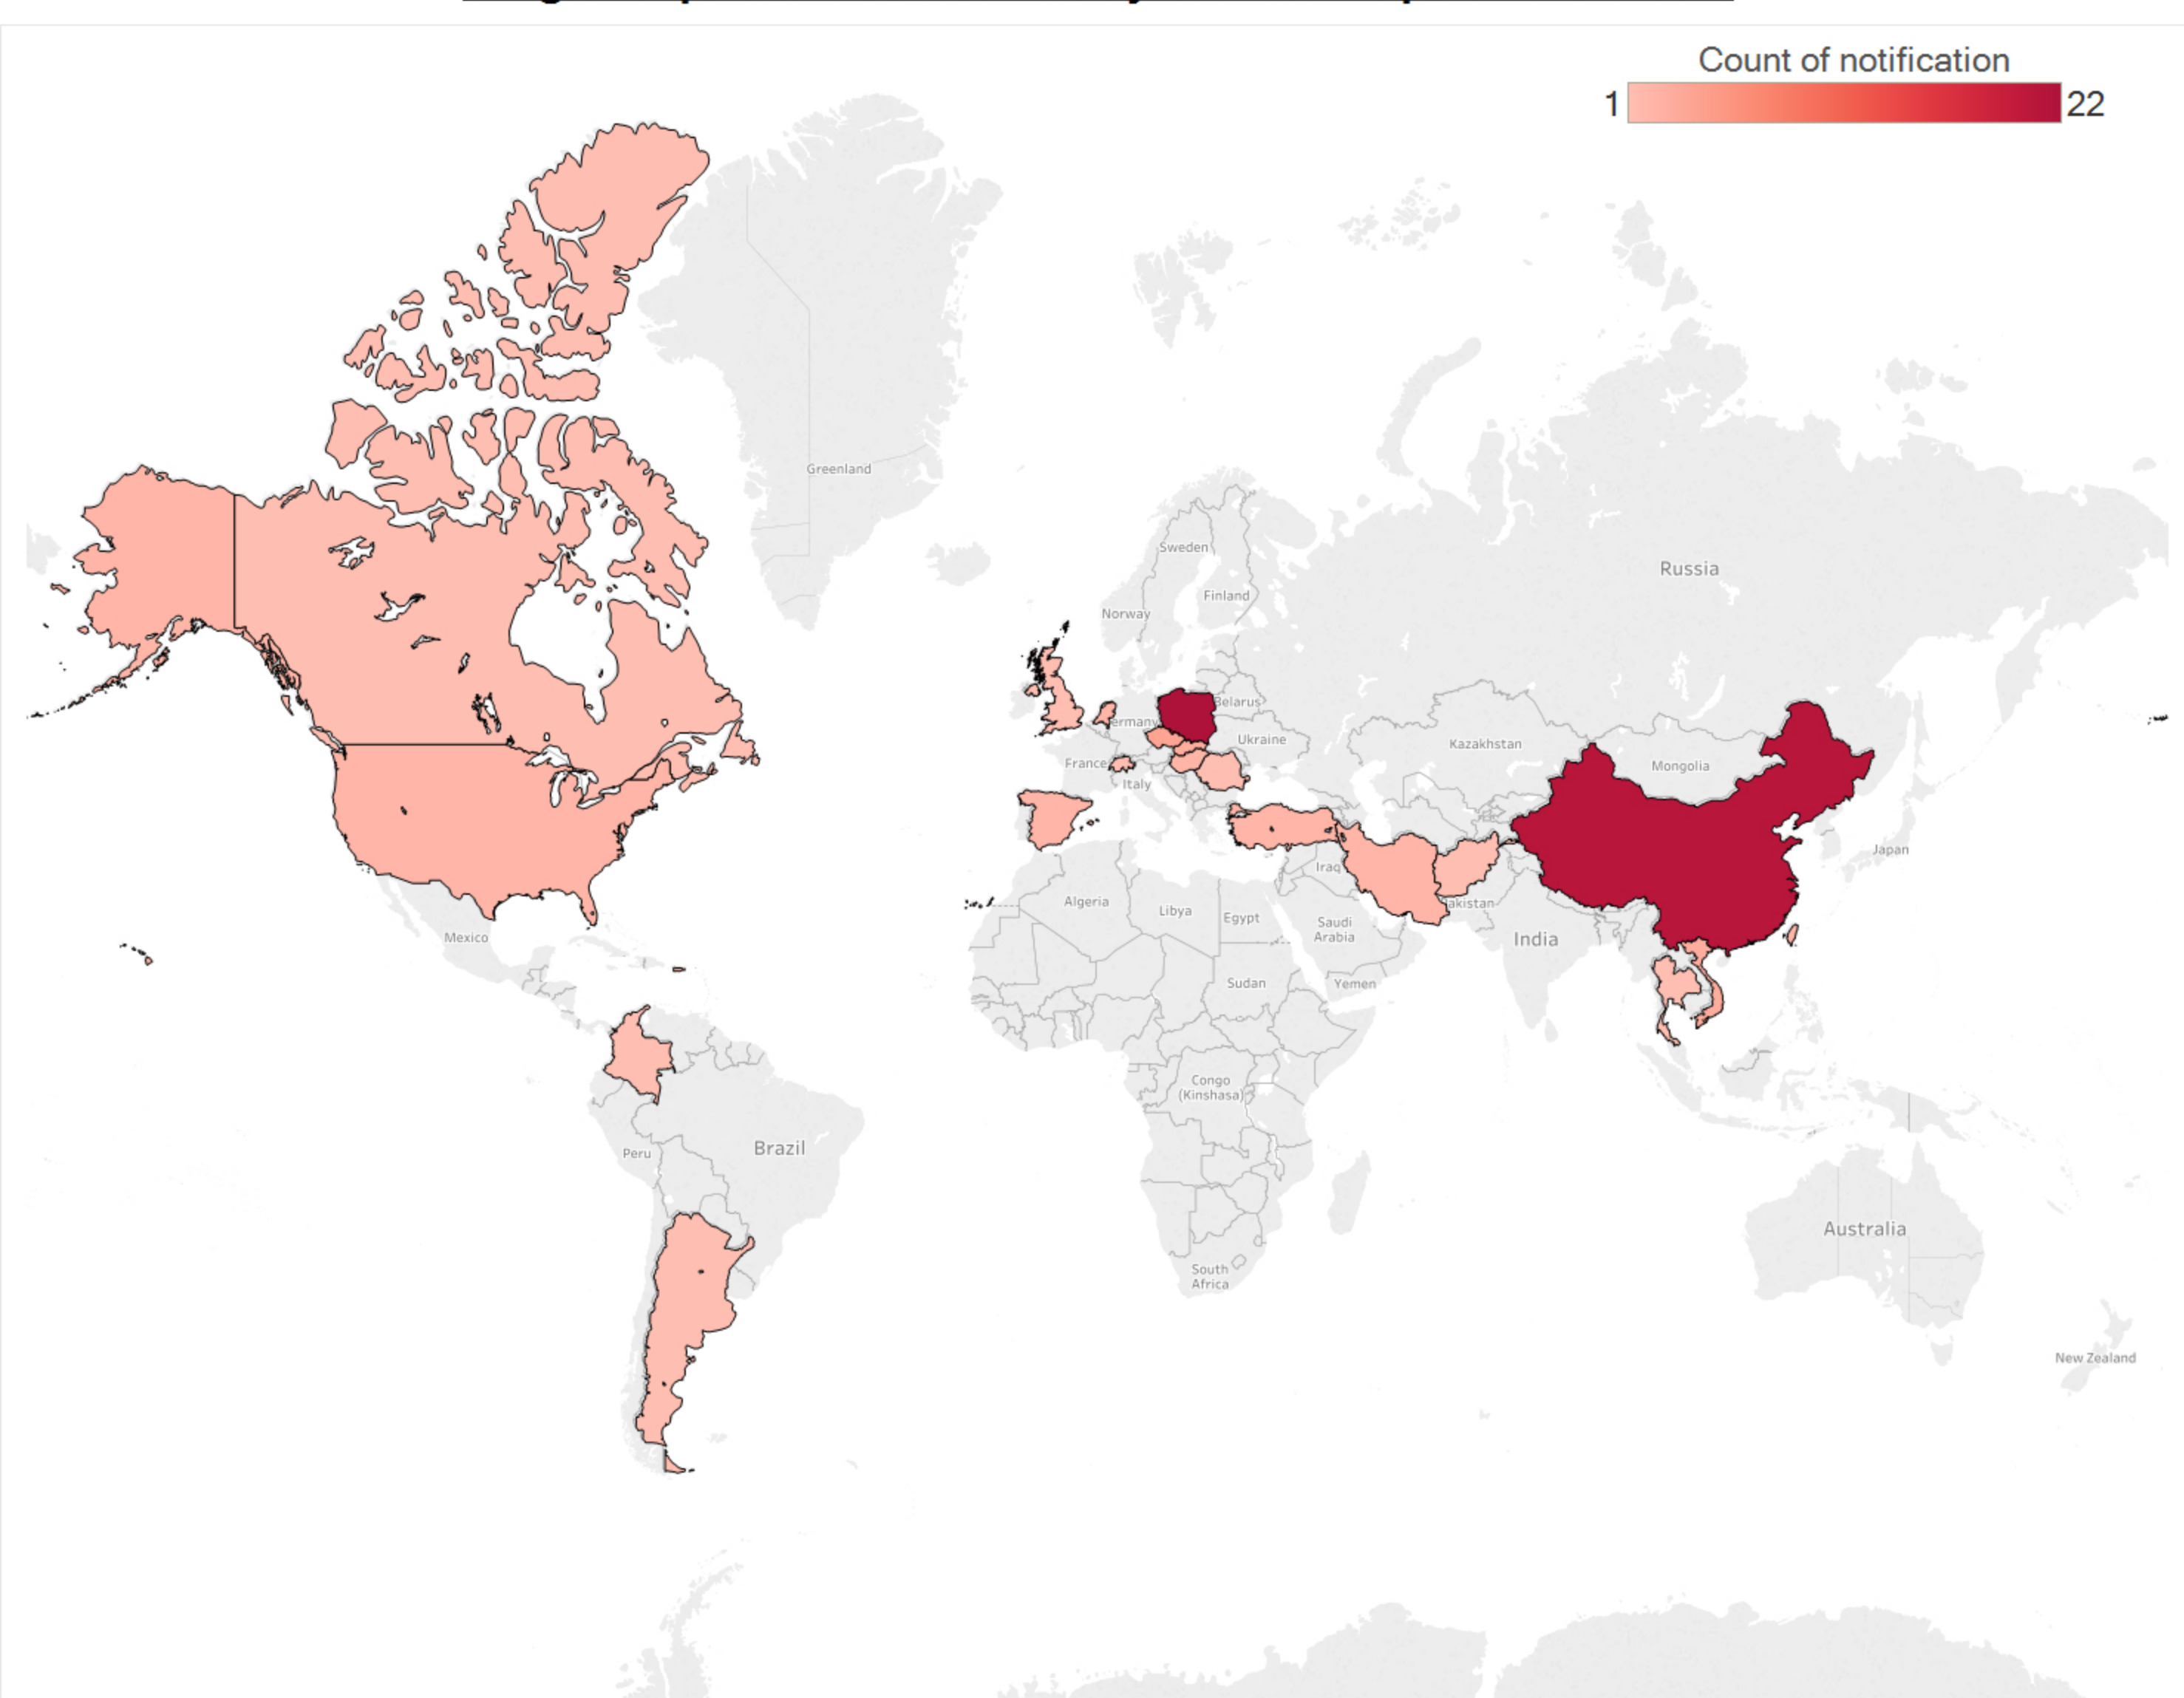 Count of notification
1
22
Greenland
Sweden
Russia
Finland
Norway
Belarus
ermany
Ukraine
Kazakhstan
France
Mongolia
Italy
Japan
Iraq
Algeria
akistan
Libya
Egypt
Saudi
Arabia
Mexico
India
Sudan
Yemen
Congo
(Kinshasa)
Brazil
Peru
Australia
South
Africa
New Zealand